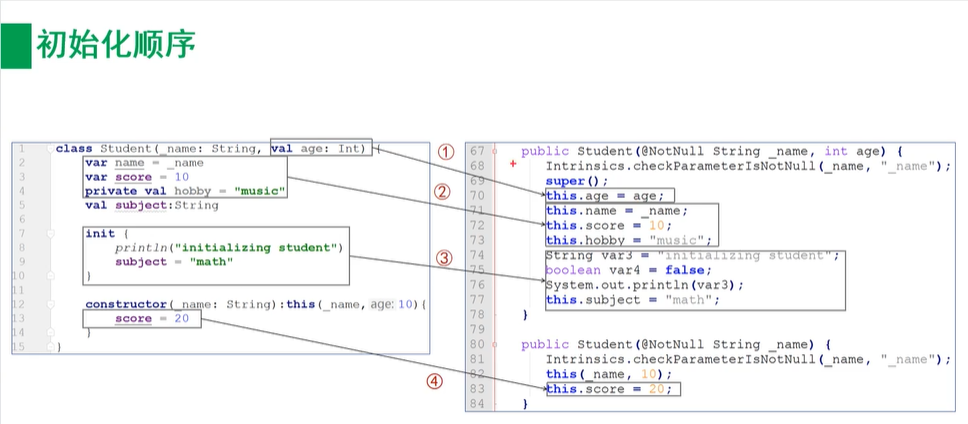 初始化顺序
1 class Student(_name: String, val age: Int) {
2 var name = _name
3 var score = 10
4 private val hobby = "music"
5 val subject:String
6
7 init {
8 println("initializing student")
9 subject = "math"
10 }
11
12 constructor(_name: String):this(_name, age:10){
13 score = 20
14 }
15 }
①
②
③
④
67 public Student(@NotNull String _name, int age) {
68 Intrinsics.checkParameterIsNotNull(_name, "_name");
69 super();
70 this.age = age;
71 this.name = _name;
72 this.score = 10;
73 this.hobby = "music";
74 String var3 = "initializing student";
75 boolean var4 = false;
76 System.out.println(var3);
77 this.subject = "math";
78 }
79
80 public Student(@NotNull String _name) {
81 Intrinsics.checkParameterIsNotNull(_name, "_name");
82 this(_name, 10);
83 this.score = 20;
84 }